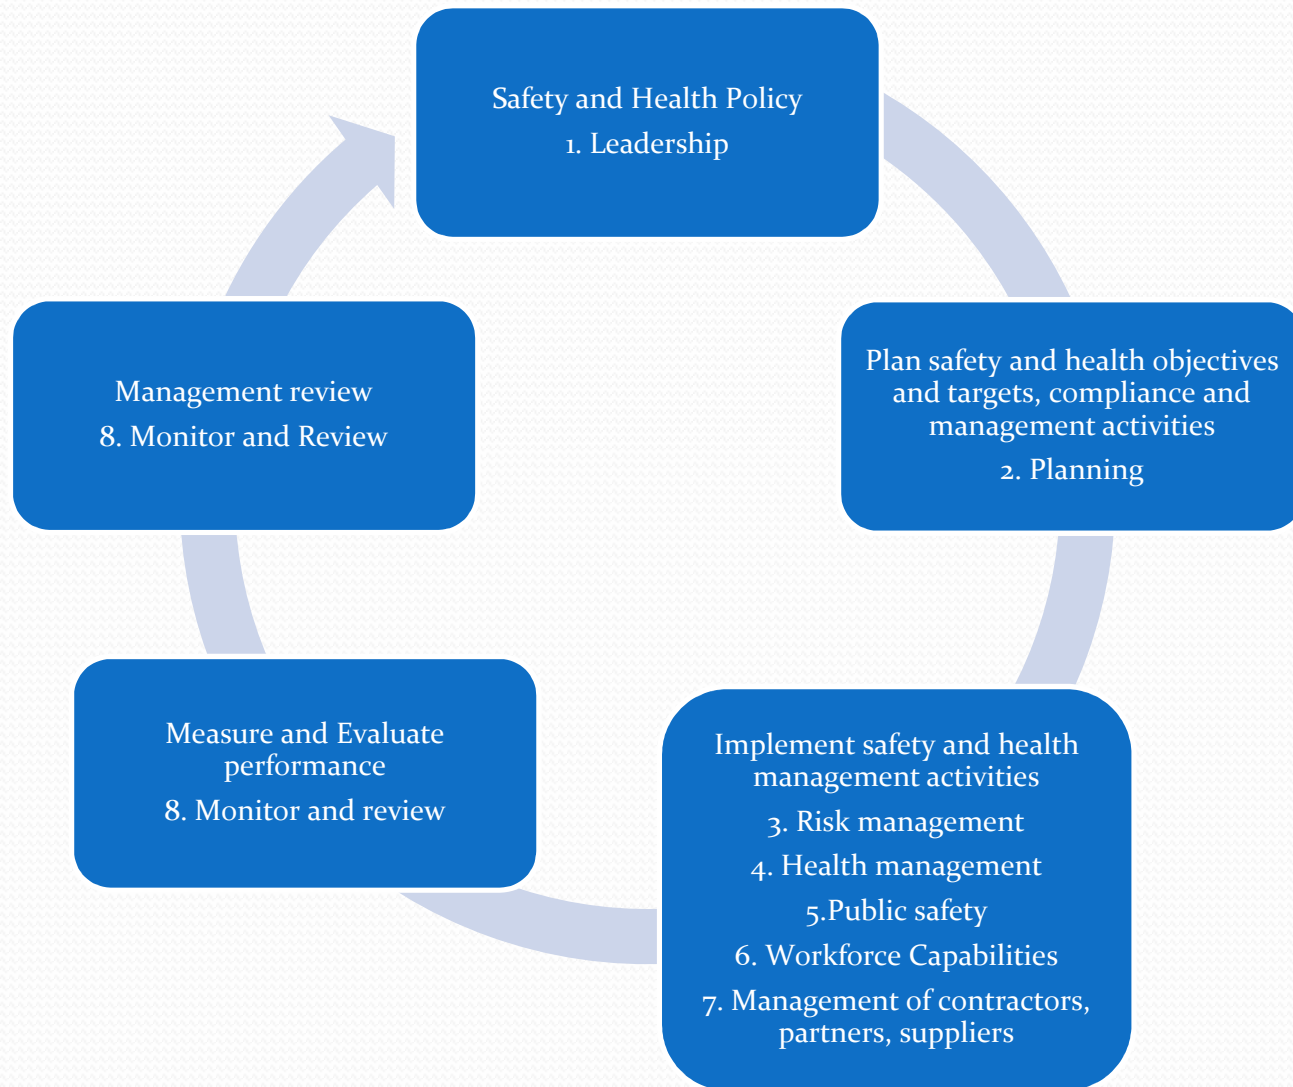 Safety and Health Policy
1. Leadership
Plan safety and health objectives
and targets, compliance and
management activities
2. Planning
Implement safety and health
management activities
3. Risk management
4. Health management
5.Public safety
6. Workforce Capabilities
7. Management of contractors,
partners, suppliers
Measure and Evaluate
performance
8. Monitor and review
Management review
8. Monitor and Review